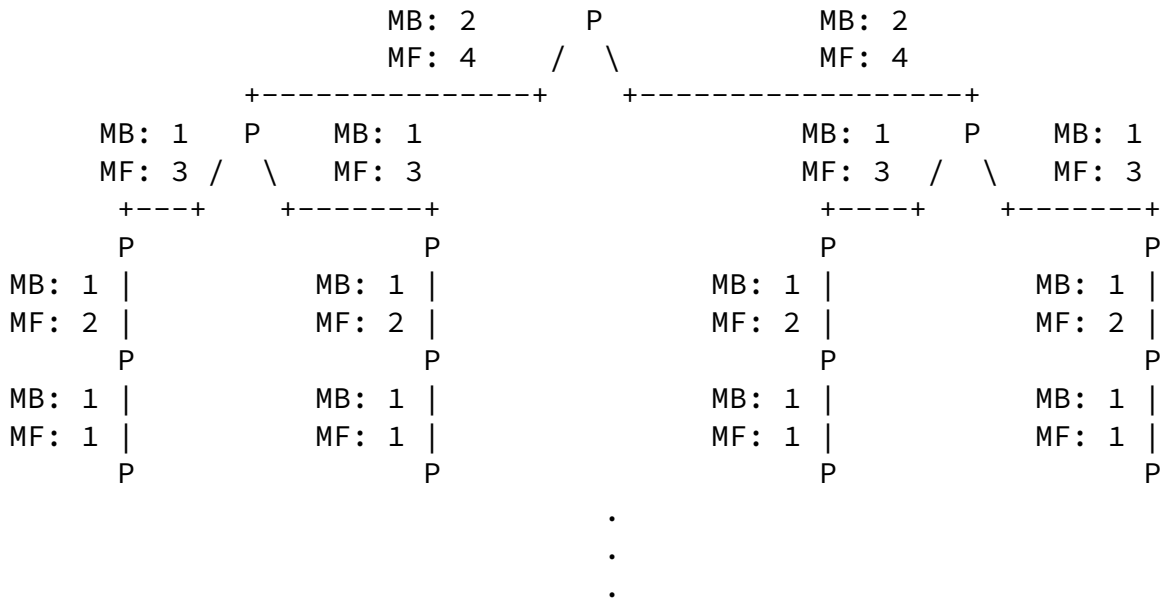 MB: 2      P            MB: 2
MF: 4    /  \           MF: 4
+---------------+    +-----------------+
MB: 1   P    MB: 1                     MB: 1    P    MB: 1
MF: 3 /  \   MF: 3                     MF: 3  /  \   MF: 3
+---+    +-------+                     +----+    +-------+
P                P                     P                 P
MB: 1 |          MB: 1 |                     MB: 1 |           MB: 1 |
MF: 2 |          MF: 2 |                     MF: 2 |           MF: 2 |
P                P                     P                 P
MB: 1 |          MB: 1 |                     MB: 1 |           MB: 1 |
MF: 1 |          MF: 1 |                     MF: 1 |           MF: 1 |
P                P                     P                 P
.
.
.